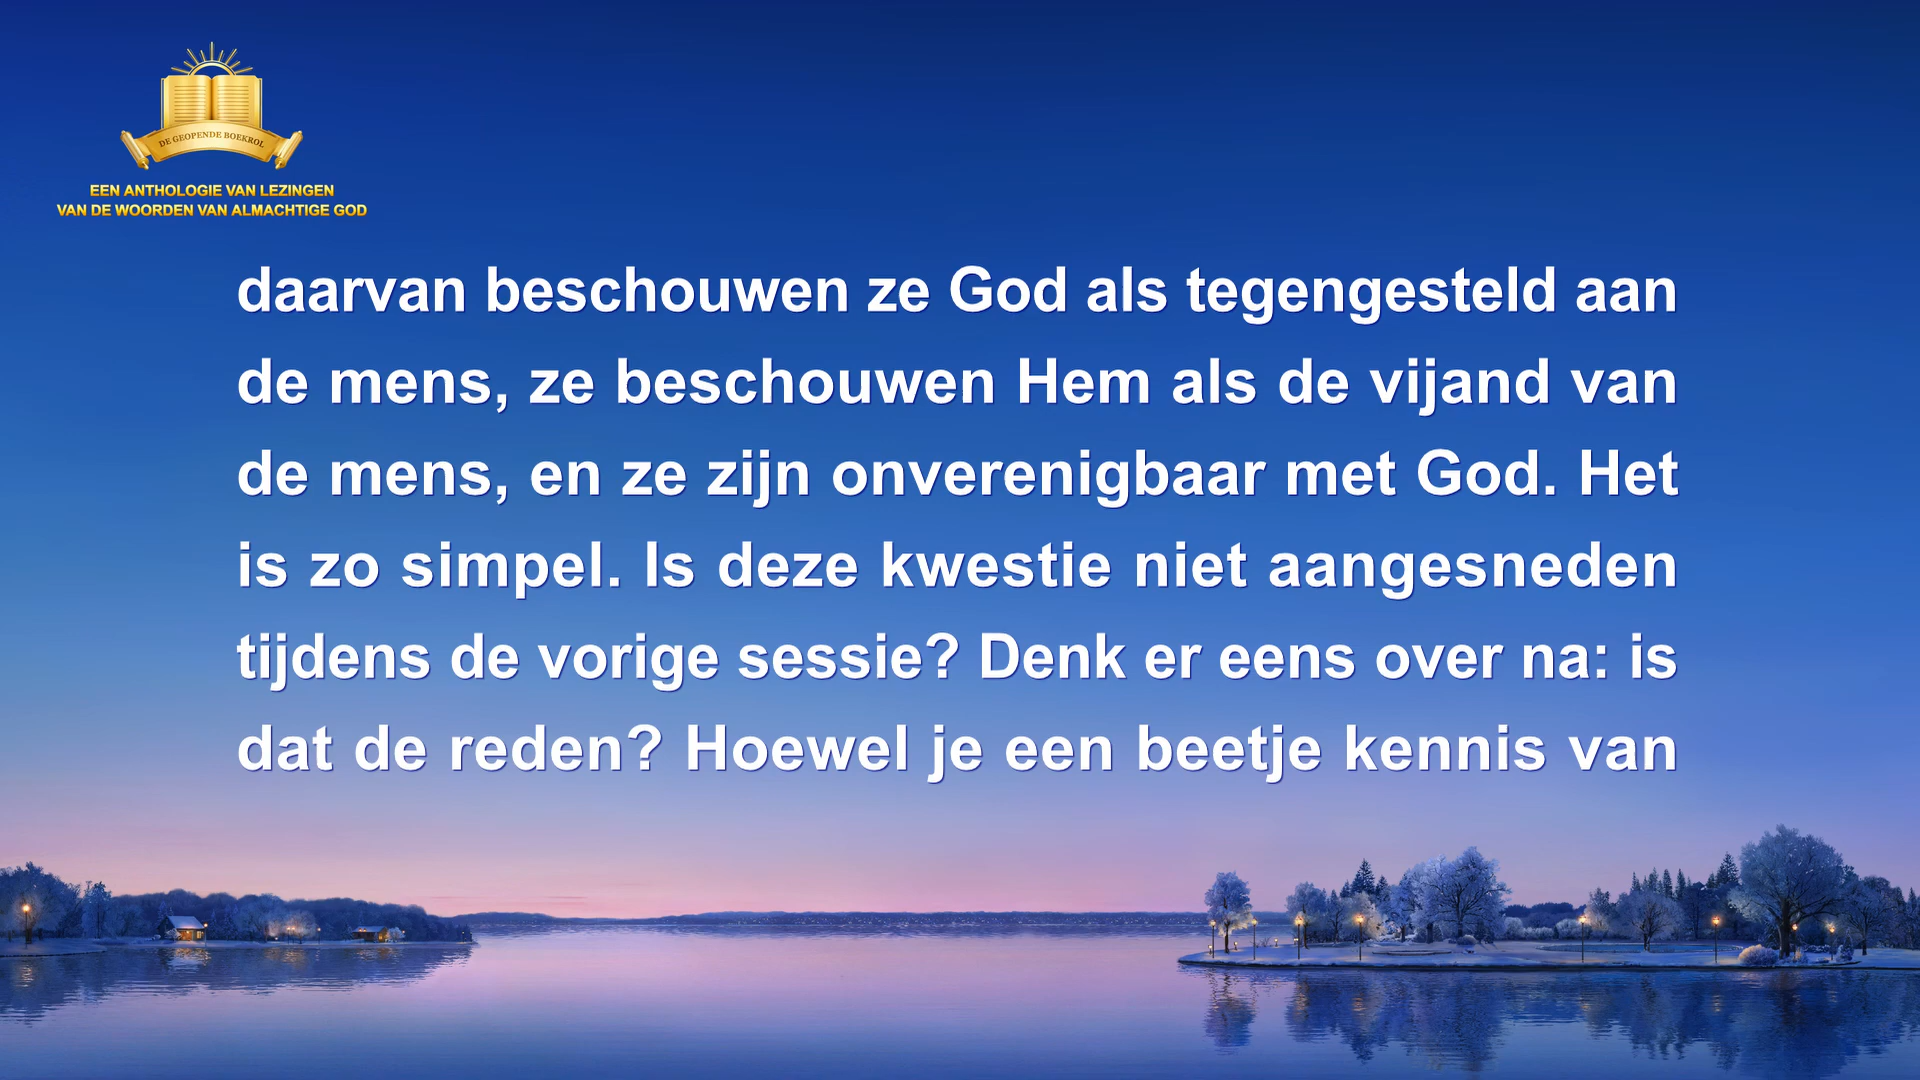 DE GEOPENDE BOEKROL
EEN ANTHOLOGIE VAN LEZINGEN
VAN DE WOORDEN VAN ALMACHTIGE GOD
daarvan beschouwen ze God als tegengesteld aan
de mens, ze beschouwen Hem als de vijand van
de mens, en ze zijn onverenigbaar met God. Het
is zo simpel. Is deze kwestie niet aangesneden
tijdens de vorige sessie? Denk er eens over na: is
dat de reden? Hoewel je een beetje kennis van